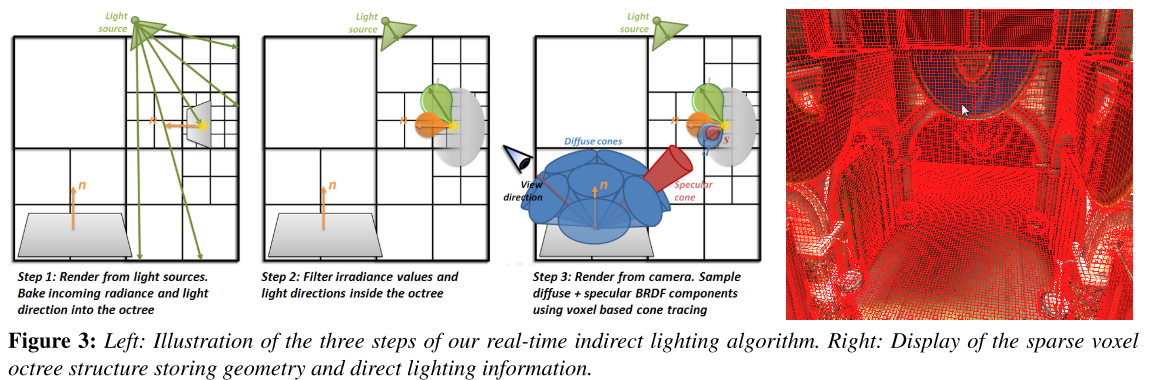 Light
source
n
n
Step 1: Render from light sources.
Bake incoming radiance and light
direction into the octree
Light
source
l
n
n
Step 2: Filter irradiance values and
light directions inside the octree
Light
source
l
n
s
d
Diffuse cones
View
direction
n
Specular
cone
Step 3: Render from camera. Sample
diffuse + specular BRDF components
using voxel based cone tracing
Figure 3: Left: Illustration of the three steps of our real-time indirect lighting algorithm. Right: Display of the sparse voxel
octree structure storing geometry and direct lighting information.